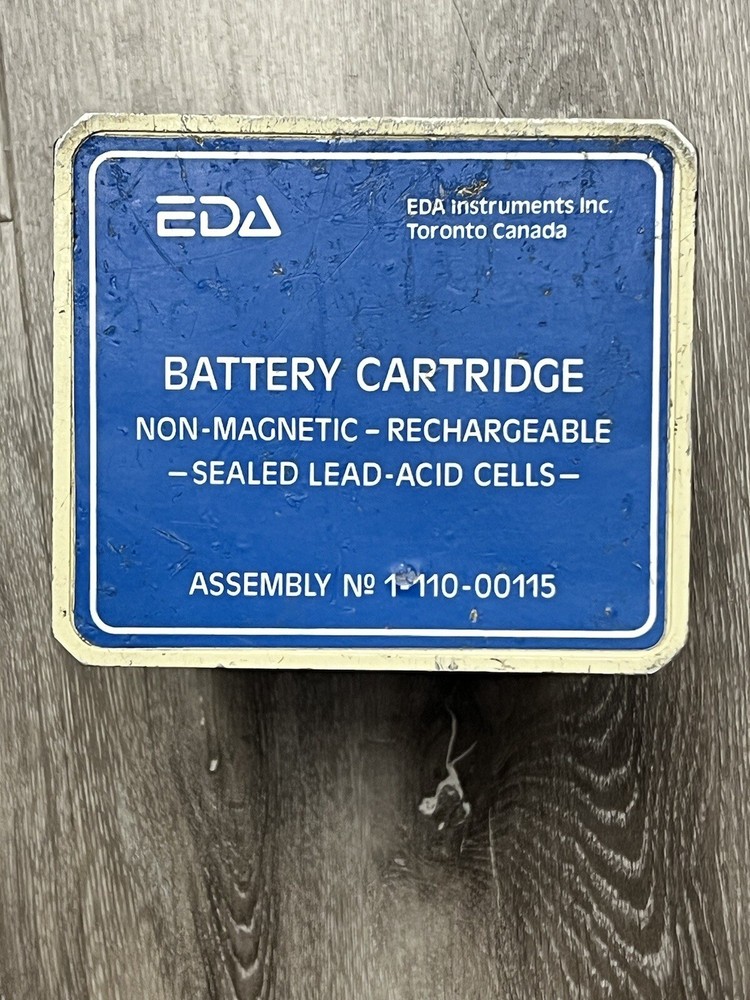 EDA
EDA Instruments Inc.
Toronto Canada
BATTERY CARTRIDGE
NON-MAGNETIC – RECHARGEABLE
–SEALED LEAD-ACID CELLS–
ASSEMBLY Nº 1-110-00115